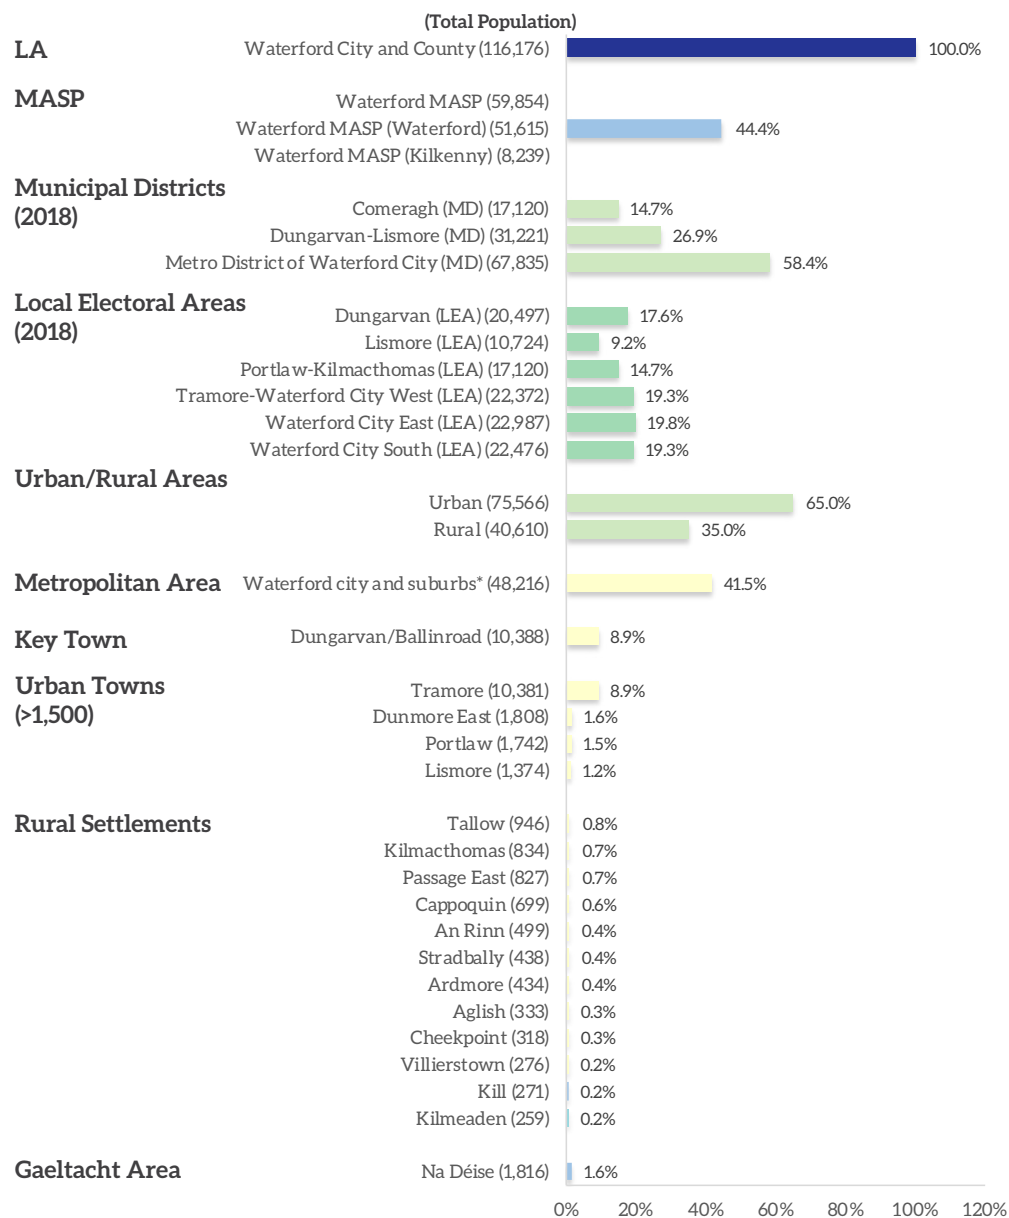 (Total Population)
LA
Waterford City and County (116,176) 100.0%
MASP
Waterford MASP (59,854)
Waterford MASP (Waterford) (51,615) 44.4%
Waterford MASP (Kilkenny) (8,239)
Municipal Districts
(2018)
Comeragh (MD) (17,120) 14.7%
Dungarvan-Lismore (MD) (31,221) 26.9%
Metro District of Waterford City (MD) (67,835) 58.4%
Local Electoral Areas
(2018)
Dungarvan (LEA) (20,497) 17.6%
Lismore (LEA) (10,724) 9.2%
Portlaw-Kilmacthomas (LEA) (17,120) 14.7%
Tramore-Waterford City West (LEA) (22,372) 19.3%
Waterford City East (LEA) (22,987) 19.8%
Waterford City South (LEA) (22,476) 19.3%
Urban/Rural Areas
Urban (75,566) 65.0%
Rural (40,610) 35.0%
Metropolitan Area Waterford city and suburbs* (48,216) 41.5%
Key Town Dungarvan/Ballinroad (10,388) 8.9%
Urban Towns
(>1,500)
Tramore (10,381) 8.9%
Dunmore East (1,808) 1.6%
Portlaw (1,742) 1.5%
Lismore (1,374) 1.2%
Rural Settlements
Tallow (946) 0.8%
Kilmacthomas (834) 0.7%
Passage East (827) 0.7%
Cappoquin (699) 0.6%
An Rinn (499) 0.4%
Stradbally (438) 0.4%
Ardmore (434) 0.4%
Aglish (333) 0.3%
Cheekpoint (318) 0.3%
Villierstown (276) 0.2%
Kill (271) 0.2%
Kilmeaden (259) 0.2%
Gaeltacht Area Na Déise (1,816) 1.6%
0% 20% 40% 60% 80% 100% 120%